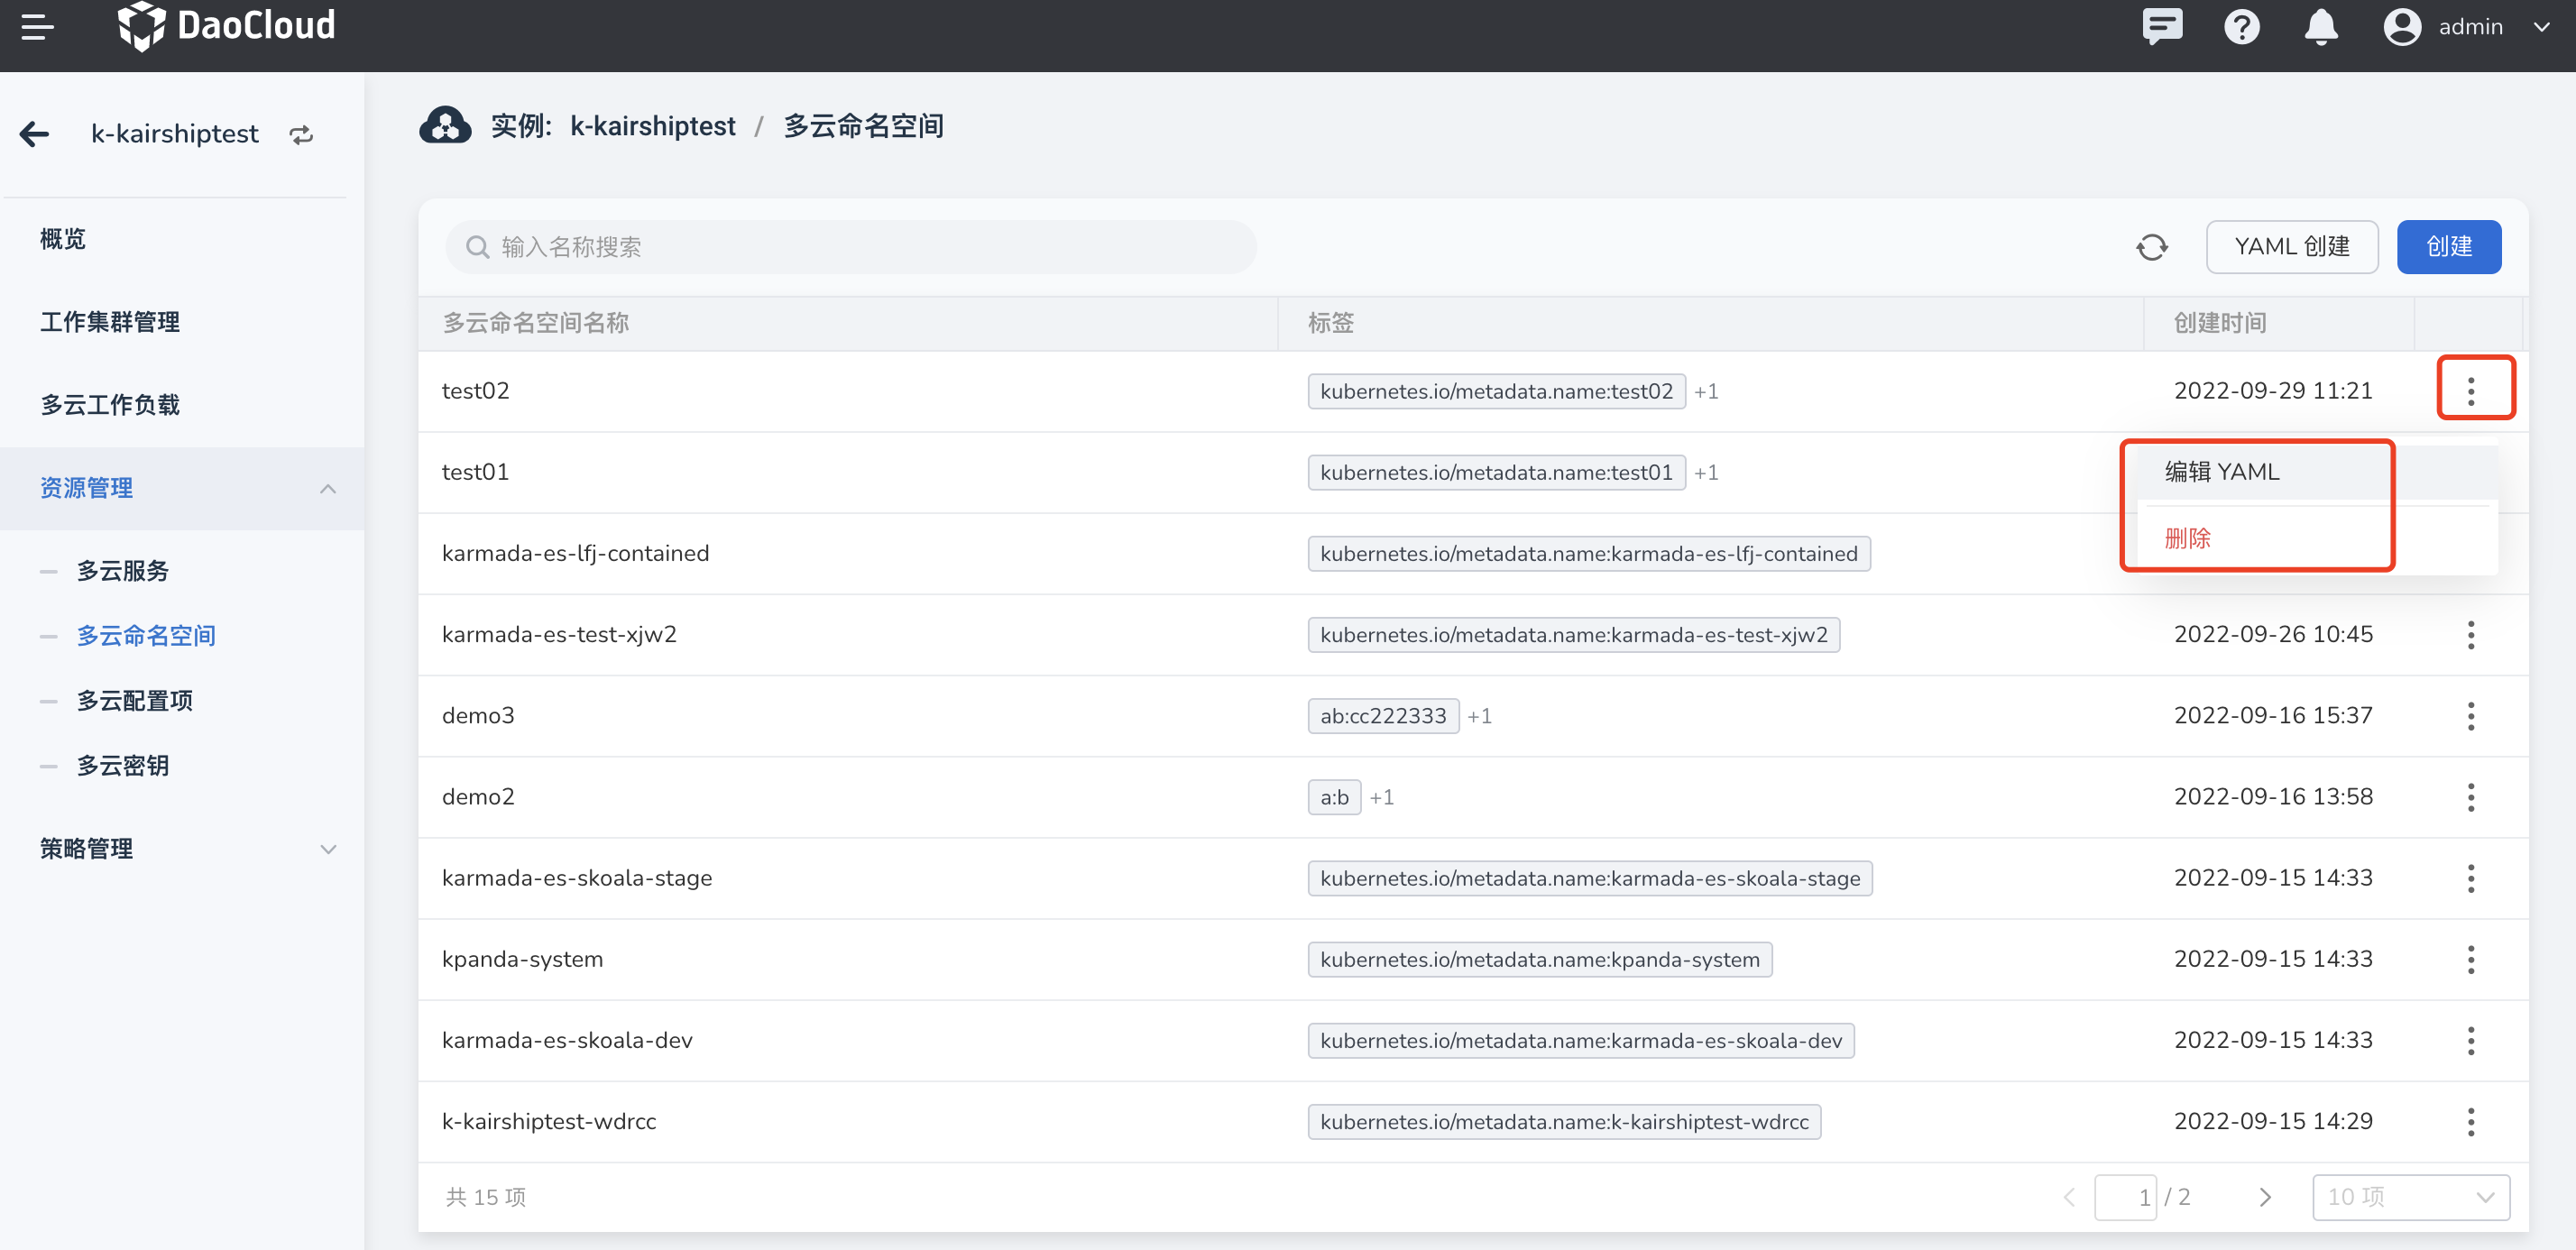 DaoCloud
admin
k-kairshiptest
实例: k-kairshiptest / 多云命名空间
概览
工作集群管理
多云工作负载
资源管理
多云服务
多云命名空间
多云配置项
多云密钥
策略管理
输入名称搜索
YAML 创建
创建
多云命名空间名称 标签 创建时间
test02 kubernetes.io/metadata.name:test02 +1 2022-09-29 11:21
test01 kubernetes.io/metadata.name:test01 +1
编辑 YAML
删除
karmada-es-lfj-contained kubernetes.io/metadata.name:karmada-es-lfj-contained
karmada-es-test-xjw2 kubernetes.io/metadata.name:karmada-es-test-xjw2 2022-09-26 10:45
demo3 ab:cc222333 +1 2022-09-16 15:37
demo2 a:b +1 2022-09-16 13:58
karmada-es-skoala-stage kubernetes.io/metadata.name:karmada-es-skoala-stage 2022-09-15 14:33
kpanda-system kubernetes.io/metadata.name:kpanda-system 2022-09-15 14:33
karmada-es-skoala-dev kubernetes.io/metadata.name:karmada-es-skoala-dev 2022-09-15 14:33
k-kairshiptest-wdrcc kubernetes.io/metadata.name:k-kairshiptest-wdrcc 2022-09-15 14:29
共 15 项
1 / 2
10 项